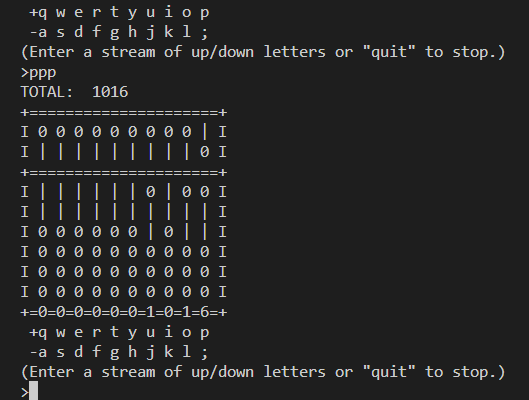 +q w e r t y u i o p
-a s d f g h j k l ;
(Enter a stream of up/down letters or "quit" to stop.)
>ppp
TOTAL:  1016
+=====================+
I 0 0 0 0 0 0 0 0 0 | I
I | | | | | | | | | 0 I
+=====================+
I | | | | | | 0 | 0 0 I
I | | | | | | | | | | I
I 0 0 0 0 0 0 | 0 | | I
I 0 0 0 0 0 0 0 0 0 0 I
I 0 0 0 0 0 0 0 0 0 0 I
I 0 0 0 0 0 0 0 0 0 0 I
+=0=0=0=0=0=0=1=0=1=6=+
+q w e r t y u i o p
-a s d f g h j k l ;
(Enter a stream of up/down letters or "quit" to stop.)
>